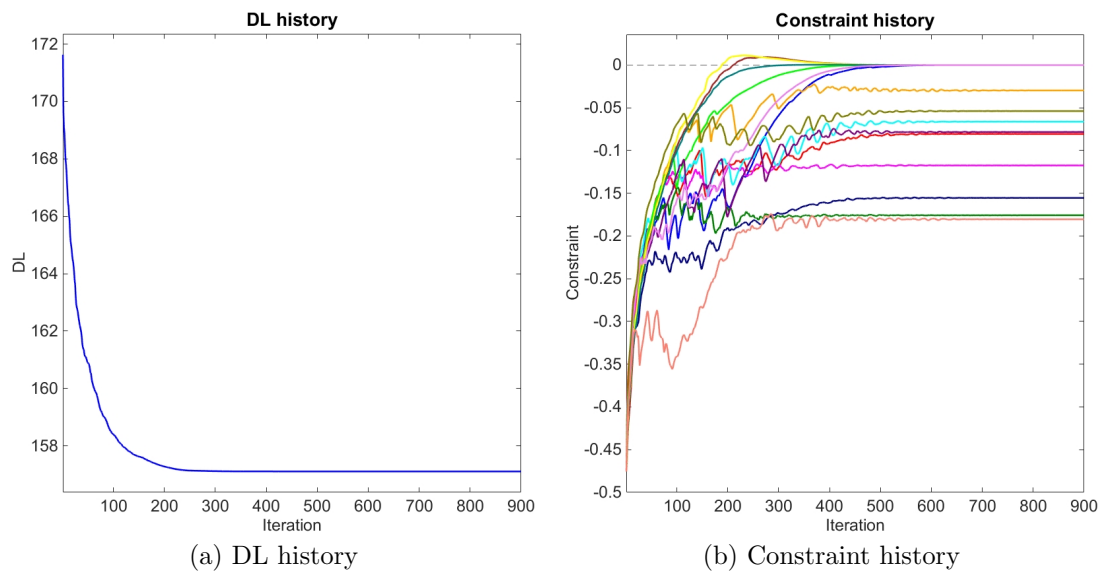 DL history
172
170
168
166
164
162
160
158
DL
100 200 300 400 500 600 700 800 900
Iteration
(a) DL history
Constraint history
0
-0.05
-0.1
-0.15
-0.2
-0.25
-0.3
-0.35
-0.4
-0.45
-0.5
Constraint
100 200 300 400 500 600 700 800 900
Iteration
(b) Constraint history